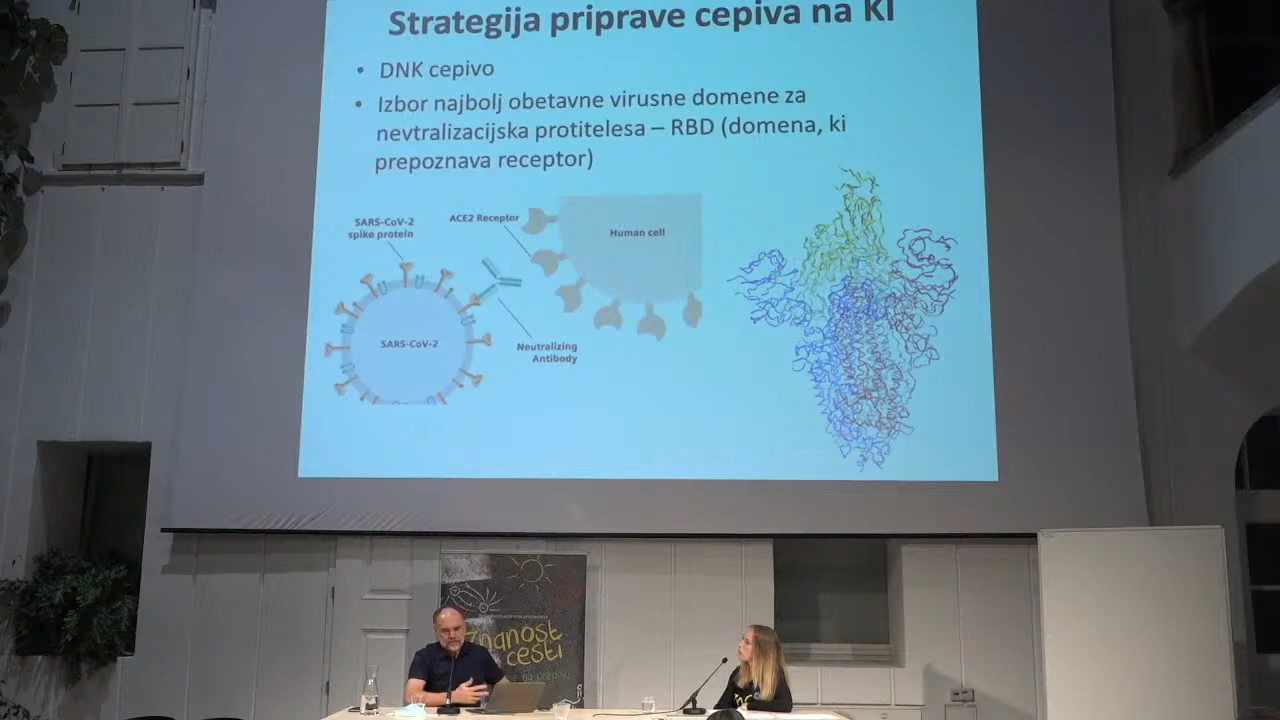 Strategija priprave cepiva na KI
• DNK cepivo
• Izbor najbolj obetavne virusne domene za
nevtralizacijska protitelesa – RBD (domena, ki
prepoznava receptor)
SARS-CoV-2
spike protein
ACE2 Receptor
Human cell
SARS-CoV-2
Neutralizing
Antibody
Znanost
cesti